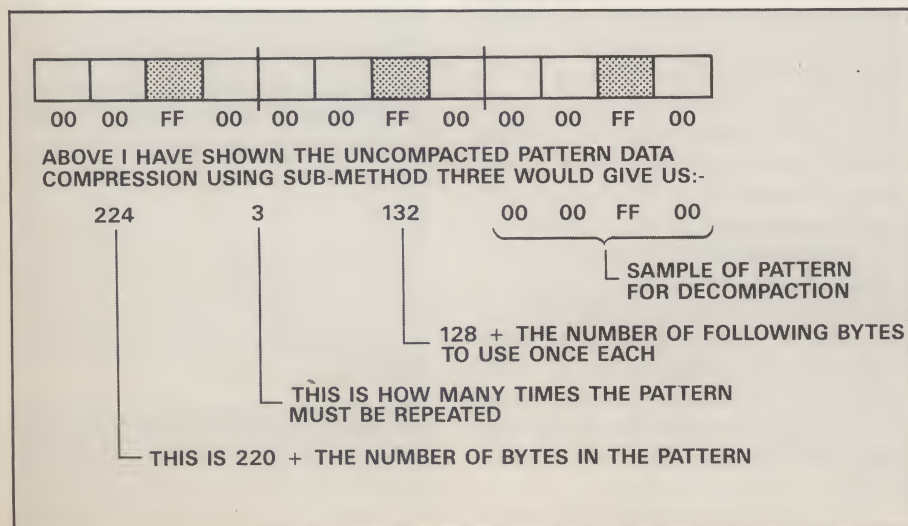 00 00 FF 00 00 00 FF 00 00 00 FF 00
ABOVE I HAVE SHOWN THE UNCOMPACTED PATTERN DATA
COMPRESSION USING SUB-METHOD THREE WOULD GIVE US:-
224 3 132 00 00 FF 00
SAMPLE OF PATTERN
FOR DECOMPACTION
128 + THE NUMBER OF FOLLOWING BYTES
TO USE ONCE EACH
THIS IS HOW MANY TIMES THE PATTERN
MUST BE REPEATED
THIS IS 220 + THE NUMBER OF BYTES IN THE PATTERN